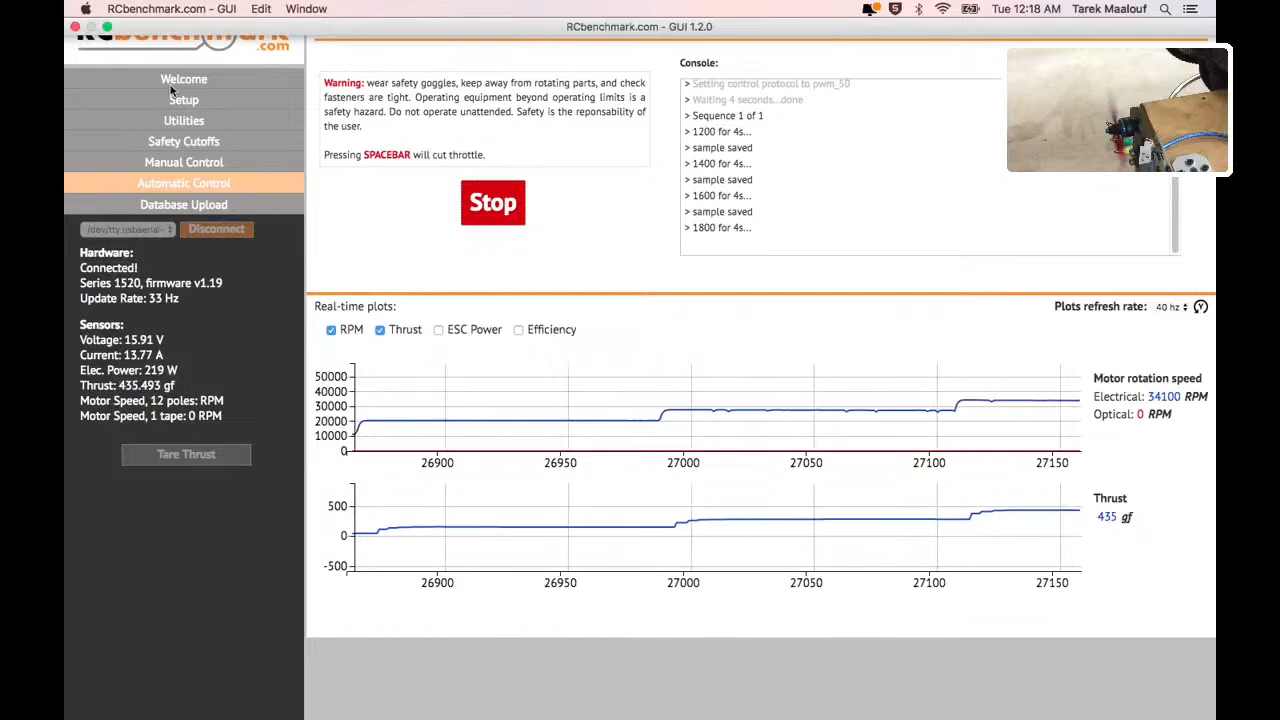 RCbenchmark.com - GUI Edit Window
Tue 12:18 AM Tarek Maalouf
RCbenchmark.com - GUI 1.2.0
RCbenchmark
.com
Welcome
Setup
Utilities
Safety Cutoffs
Manual Control
Automatic Control
Database Upload
/dev/tty.usbserial-
Disconnect
Hardware:
Connected!
Series 1520, firmware v1.19
Update Rate: 33 Hz
Sensors:
Voltage: 15.91 V
Current: 13.77 A
Elec. Power: 219 W
Thrust: 435.493 gf
Motor Speed, 12 poles: RPM
Motor Speed, 1 tape: 0 RPM
Tare Thrust
Warning: wear safety goggles, keep away from rotating parts, and check
fasteners are tight. Operating equipment beyond operating limits is a
safety hazard. Do not operate unattended. Safety is the reponsability of
the user.
Pressing SPACEBAR will cut throttle.
Stop
Console:
> Setting control protocol to pwm_50
> Waiting 4 seconds...done
> Sequence 1 of 1
> 1200 for 4s...
> sample saved
> 1400 for 4s...
> sample saved
> 1600 for 4s...
> sample saved
> 1800 for 4s...
Real-time plots:
Plots refresh rate: 40 hz
RPM Thrust ESC Power Efficiency
50000
40000
30000
20000
10000
0
26900 26950 27000 27050 27100 27150
Motor rotation speed
Electrical: 34100 RPM
Optical: 0 RPM
500
0
-500
26900 26950 27000 27050 27100 27150
Thrust
435 gf